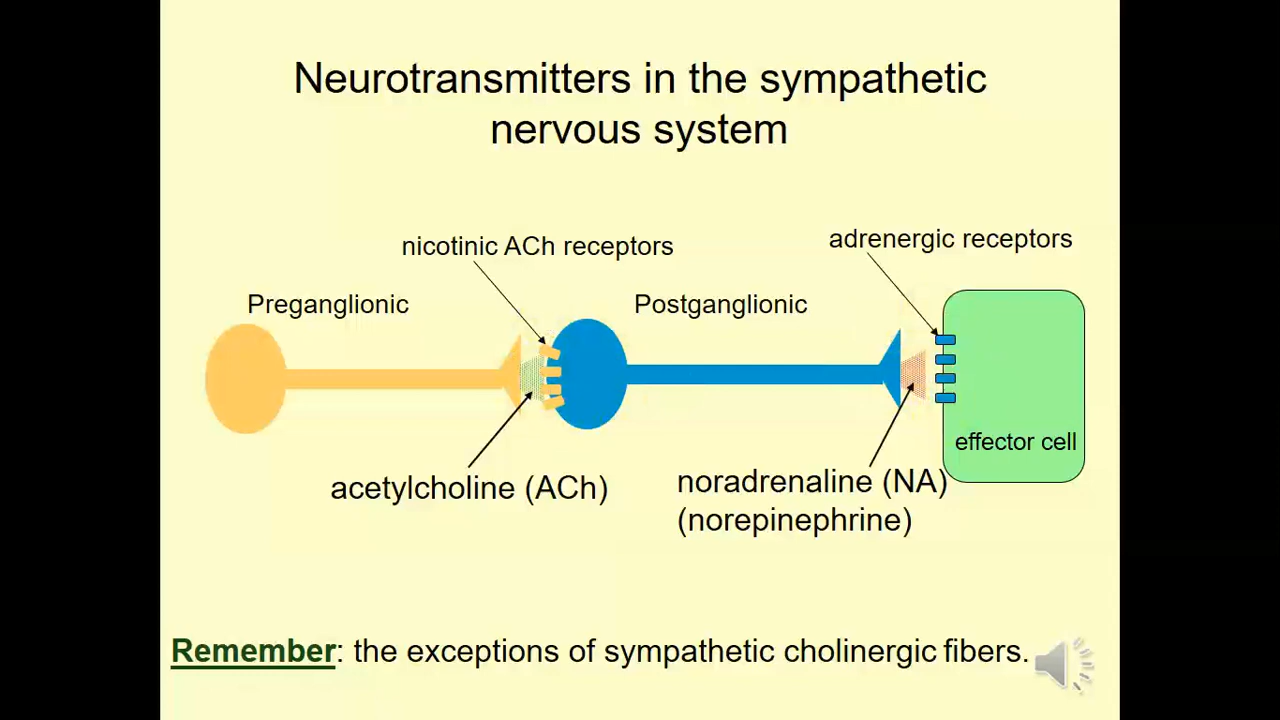 Neurotransmitters in the sympathetic
nervous system
nicotinic ACh receptors
adrenergic receptors
Preganglionic
Postganglionic
effector cell
acetylcholine (ACh)
noradrenaline (NA)
(norepinephrine)
Remember: the exceptions of sympathetic cholinergic fibers.